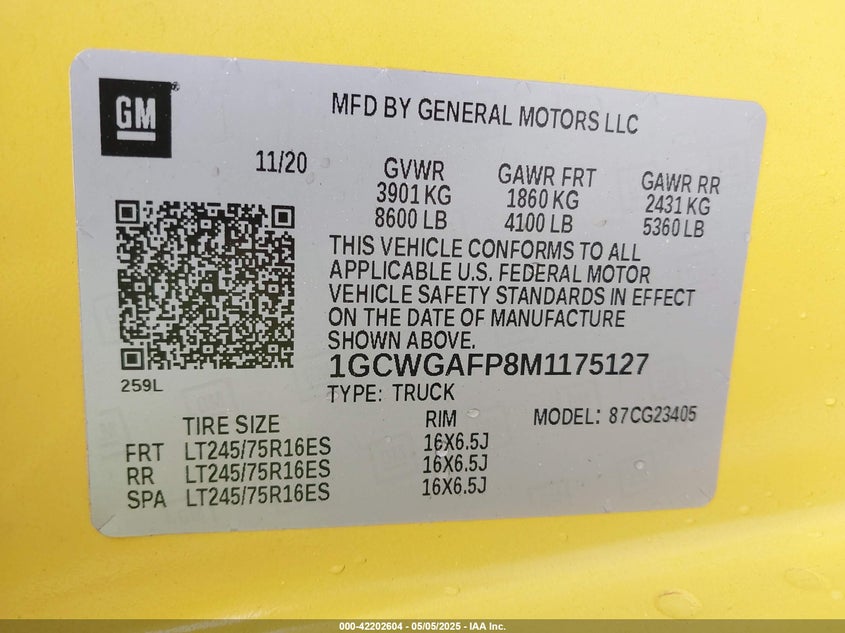 GM®
MFD BY GENERAL MOTORS LLC
11/20
GVWR GAWR FRT GAWR RR
3901 KG 1860 KG 2431 KG
8600 LB 4100 LB 5360 LB
THIS VEHICLE CONFORMS TO ALL
APPLICABLE U.S. FEDERAL MOTOR
VEHICLE SAFETY STANDARDS IN EFFECT
ON THE DATE OF MANUFACTURE
SHOWN ABOVE.
1GCWGAFP8M1175127
259L
TYPE: TRUCK
TIRE SIZE RIM MODEL: 87CG23405
FRT LT245/75R16ES 16X6.5J
RR LT245/75R16ES 16X6.5J
SPA LT245/75R16ES 16X6.5J
000-42202604 - 05/05/2025 - IAA Inc.